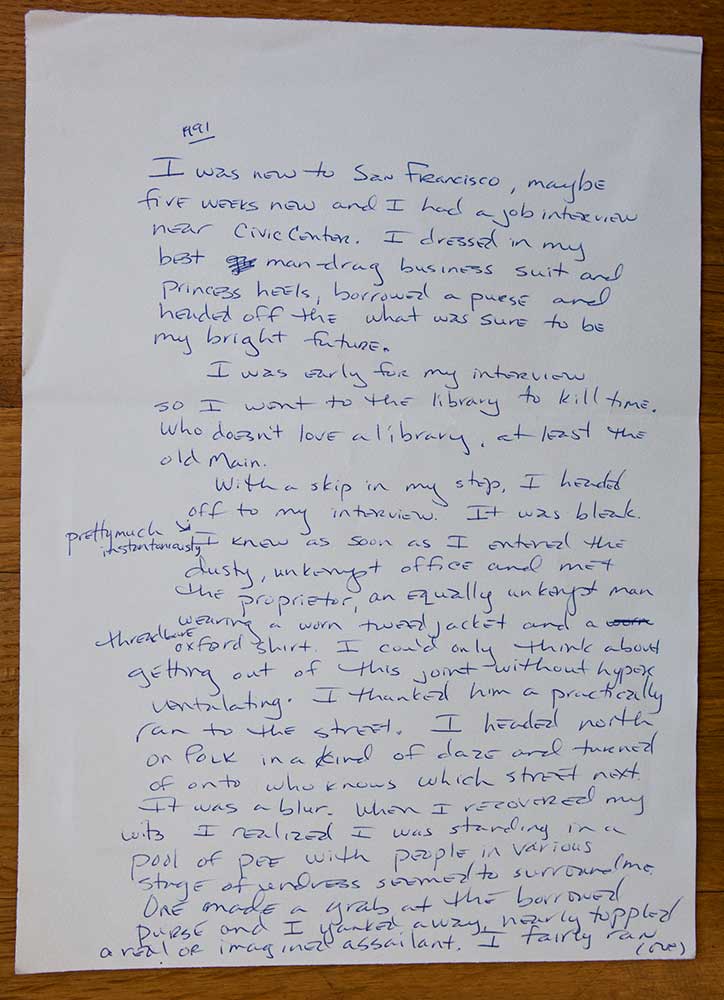 1991
I was new to San Francisco, maybe
five weeks new and I had a job interview
near Civic Center. I dressed in my
best man-drag business suit and
Princess heels, borrowed a purse and
headed off the what was sure to be
my bright future.
I was early for my interview
so I went to the library to kill time.
Who doesn't love a library, at least the
old Main.
With a skip in my step, I headed
off to my interview. It was bleak.
pretty much
instantaneously I knew as soon as I entered the
dusty, unkempt office and met
the proprietor, an equally unkempt man
wearing a worn tweed jacket and a worn
threadbare oxford shirt. I could only think about
getting out of this joint without hyper
ventilating. I thanked him a practically
ran to the street. I headed north
on Polk in a kind of daze and turned
of onto who knows which street next.
It was a blur. When I recovered my
wits I realized I was standing in a
pool of pee with people in various
stage of undress seemed to surround me.
One made a grab at the borrowed
purse and I yanked away, nearly toppled
a real or imagined assailant. I fairly ran
(over)